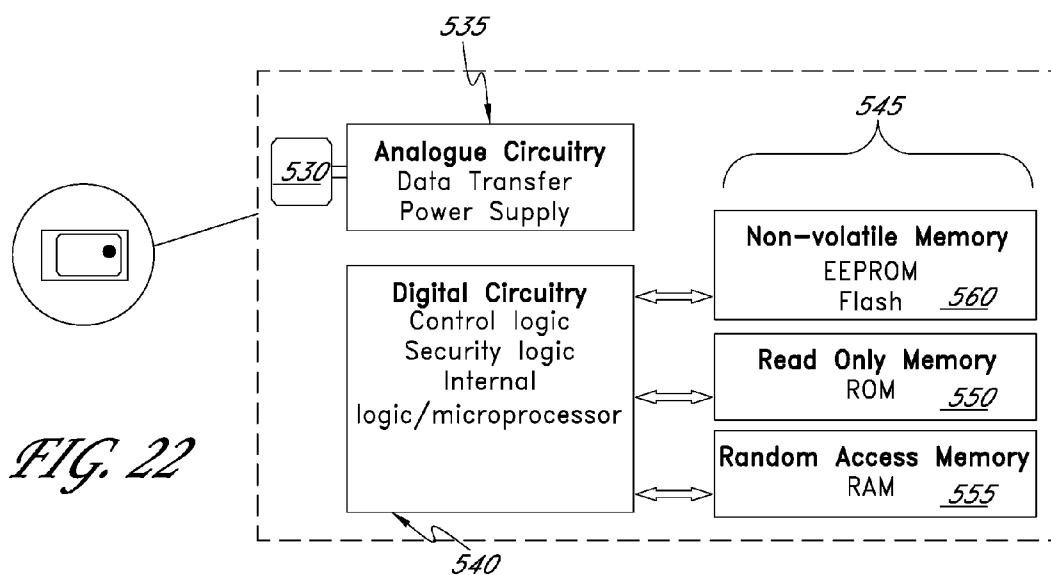 535
545
530
Analogue Circuitry
Data Transfer
Power Supply
Non-volatile Memory
EEPROM
Flash 560
Digital Circuitry
Control logic
Security logic
Internal
logic/microprocessor
Read Only Memory
ROM 550
Random Access Memory
RAM 555
FIG. 22
540